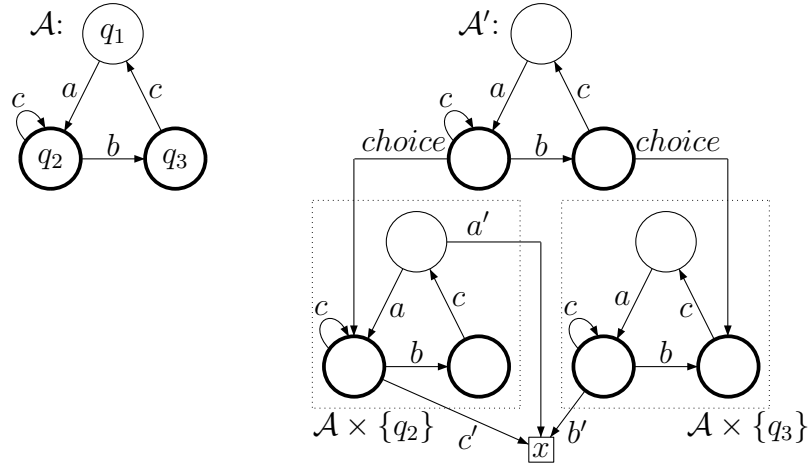 𝒜: q₁
a
c
c
q₂
b
q₃
𝒜′:
a
c
c
b
choice
choice
a′
a
c
c
b
𝒜 × {q₂}
c′
a
c
c
b
𝒜 × {q₃}
b′
x